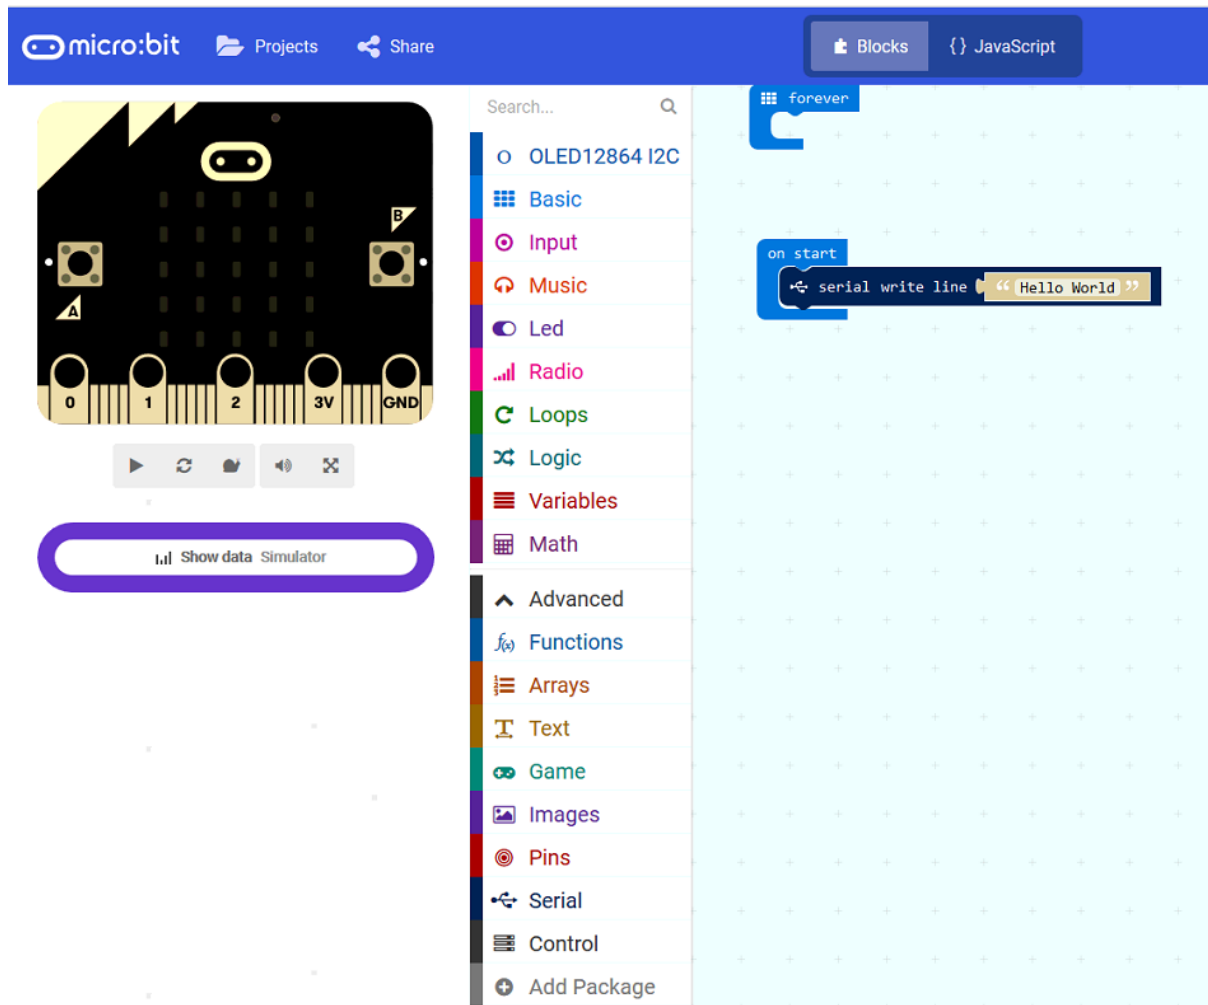 micro:bit Projects Share Blocks {} JavaScript
B
A
0 1 2 3V GND
Show data Simulator
Search...
O OLED12864 I2C
Basic
Input
Music
Led
Radio
Loops
Logic
Variables
Math
Advanced
f(x) Functions
Arrays
T Text
Game
Images
Pins
Serial
Control
Add Package
forever
on start
serial write line “ Hello World ”